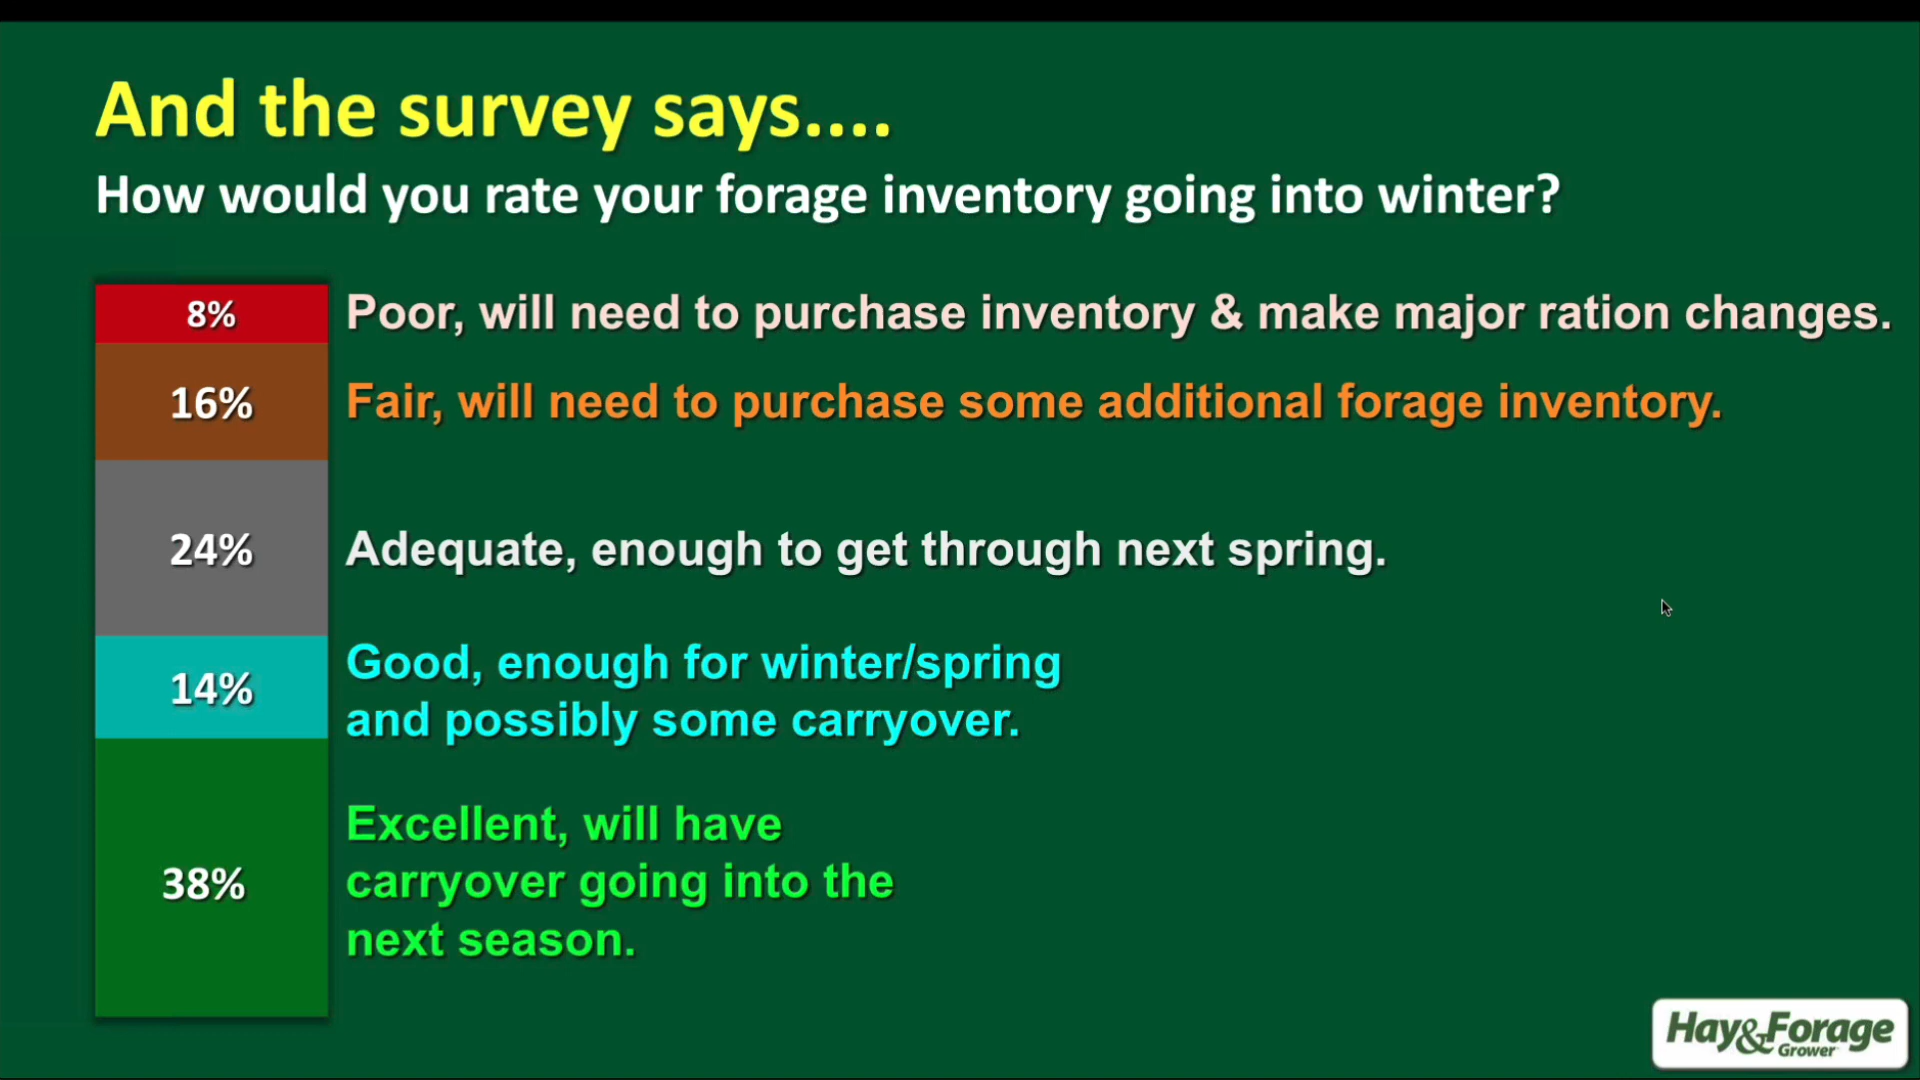 And the survey says....
How would you rate your forage inventory going into winter?
8%
Poor, will need to purchase inventory & make major ration changes.
16%
Fair, will need to purchase some additional forage inventory.
24%
Adequate, enough to get through next spring.
14%
Good, enough for winter/spring
and possibly some carryover.
38%
Excellent, will have
carryover going into the
next season.
Hay&Forage
Grower